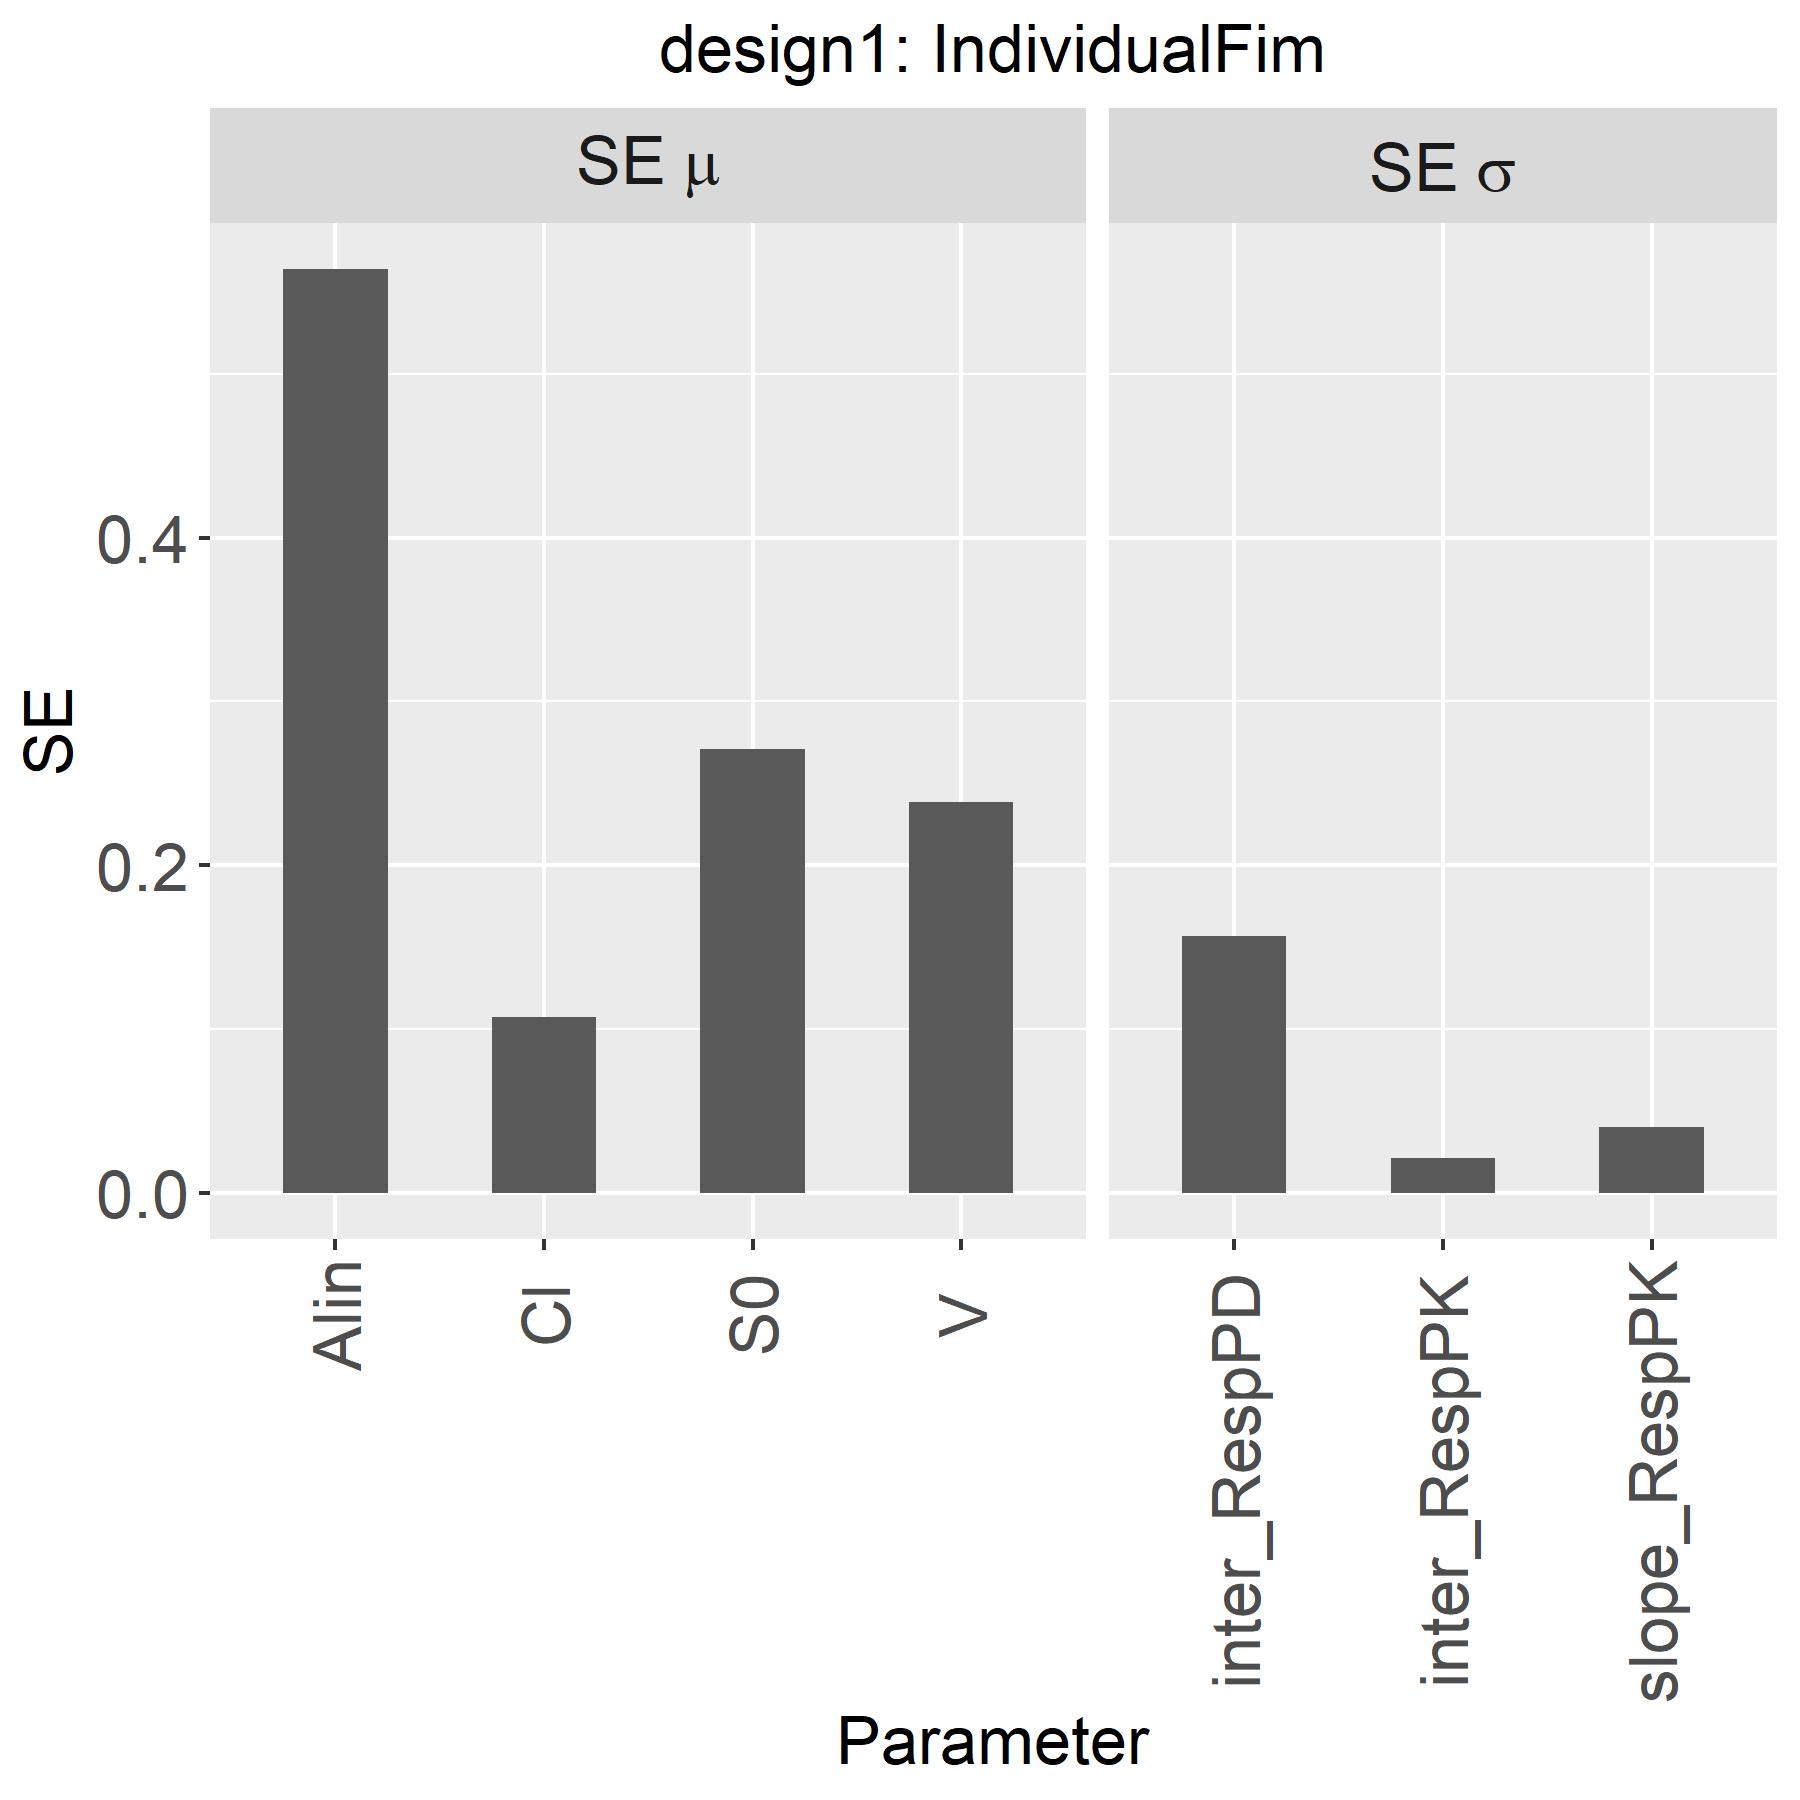 design1: IndividualFim
SE μ
SE σ
SE
0.4
0.2
0.0
Alin
Cl
S0
V
inter_RespPD
inter_RespPK
slope_RespPK
Parameter